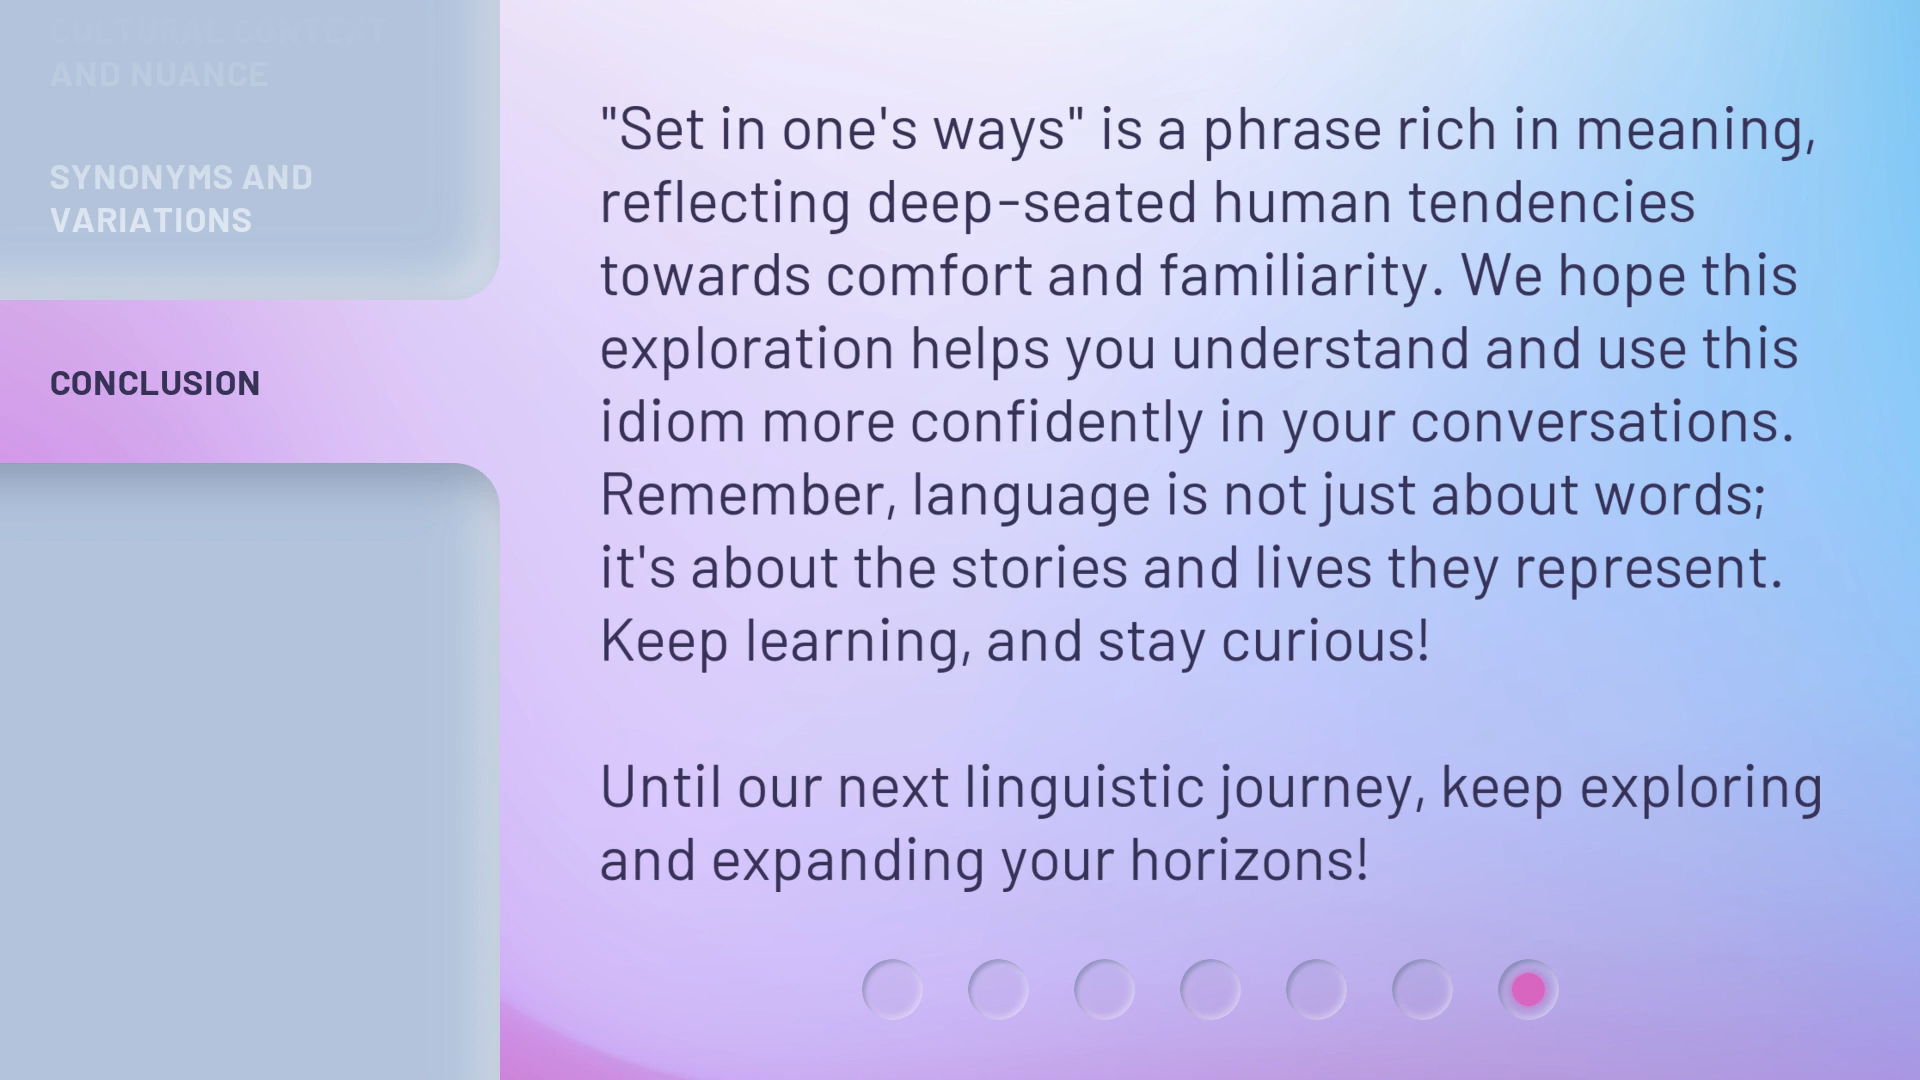 CULTURAL CONTEXT
AND NUANCE
SYNONYMS AND
VARIATIONS
CONCLUSION
"Set in one's ways" is a phrase rich in meaning,
reflecting deep-seated human tendencies
towards comfort and familiarity. We hope this
exploration helps you understand and use this
idiom more confidently in your conversations.
Remember, language is not just about words;
it's about the stories and lives they represent.
Keep learning, and stay curious!
Until our next linguistic journey, keep exploring
and expanding your horizons!